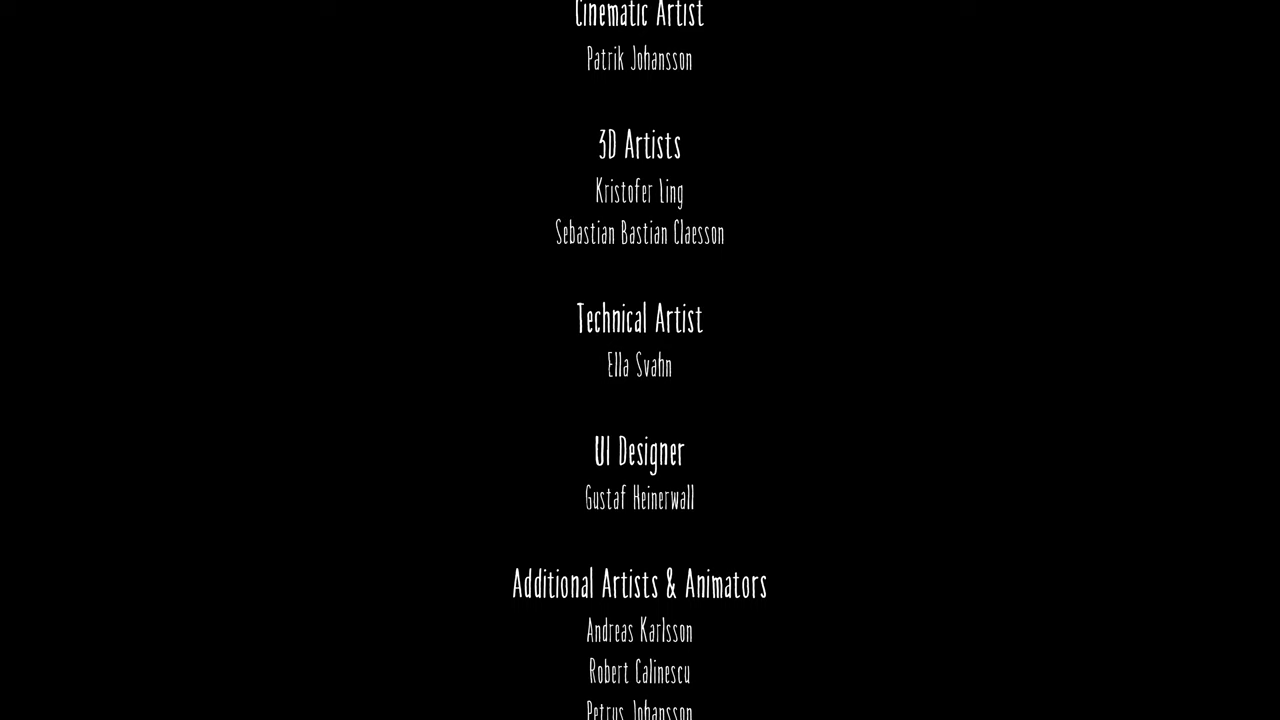 Cinematic Artist
Patrik Johansson
3D Artists
Kristofer Ling
Sebastian Bastian Claesson
Technical Artist
Ella Svahn
UI Designer
Gustaf Heinerwall
Additional Artists & Animators
Andreas Karlsson
Robert Calinescu
Petrus Johansson